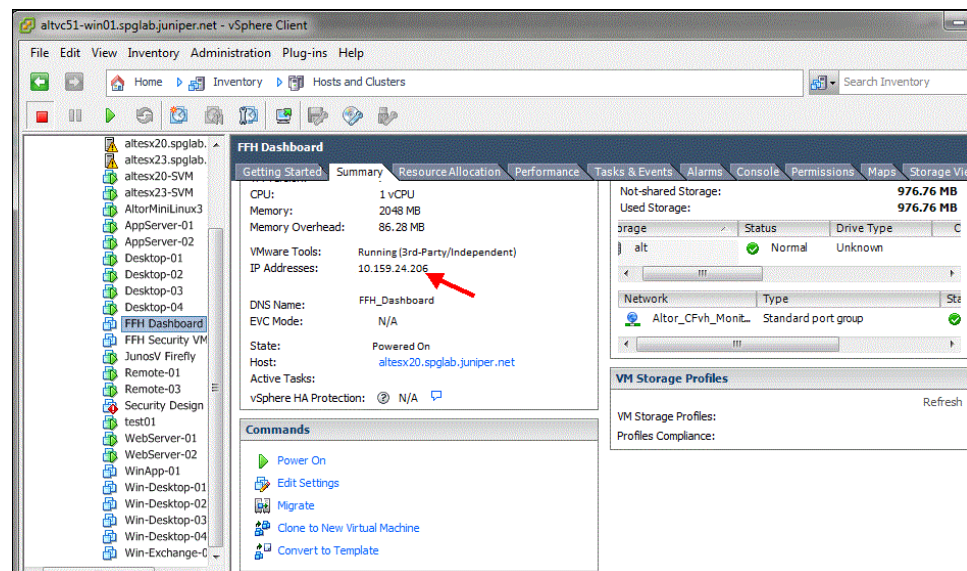 altvc51-win01.spglab.juniper.net - vSphere Client
File Edit View Inventory Administration Plug-ins Help
Home Inventory Hosts and Clusters
Search Inventory
altesx20.spglab.
altesx23.spglab.
altesx20-SVM
altesx23-SVM
AltorMiniLinux3
AppServer-01
AppServer-02
Desktop-01
Desktop-02
Desktop-03
Desktop-04
FFH Dashboard
FFH Security VM
JunosV Firefly
Remote-01
Remote-03
Security Design
test01
WebServer-01
WebServer-02
WinApp-01
Win-Desktop-01
Win-Desktop-02
Win-Desktop-03
Win-Desktop-04
Win-Exchange-0
FFH Dashboard
Getting Started Summary Resource Allocation Performance Tasks & Events Alarms Console Permissions Maps Storage Vie
CPU: 1 vCPU
Memory: 2048 MB
Memory Overhead: 86.28 MB
VMware Tools: Running (3rd-Party/Independent)
IP Addresses: 10.159.24.206
DNS Name: FFH_Dashboard
EVC Mode: N/A
State: Powered On
Host: altesx20.spglab.juniper.net
Active Tasks:
vSphere HA Protection: N/A
Commands
Power On
Edit Settings
Migrate
Clone to New Virtual Machine
Convert to Template
Not-shared Storage: 976.76 MB
Used Storage: 976.76 MB
orage Status Drive Type C
alt Normal Unknown
Network Type Sta
Altor_CFvh_Monit... Standard port group
VM Storage Profiles
Refresh
VM Storage Profiles:
Profiles Compliance: